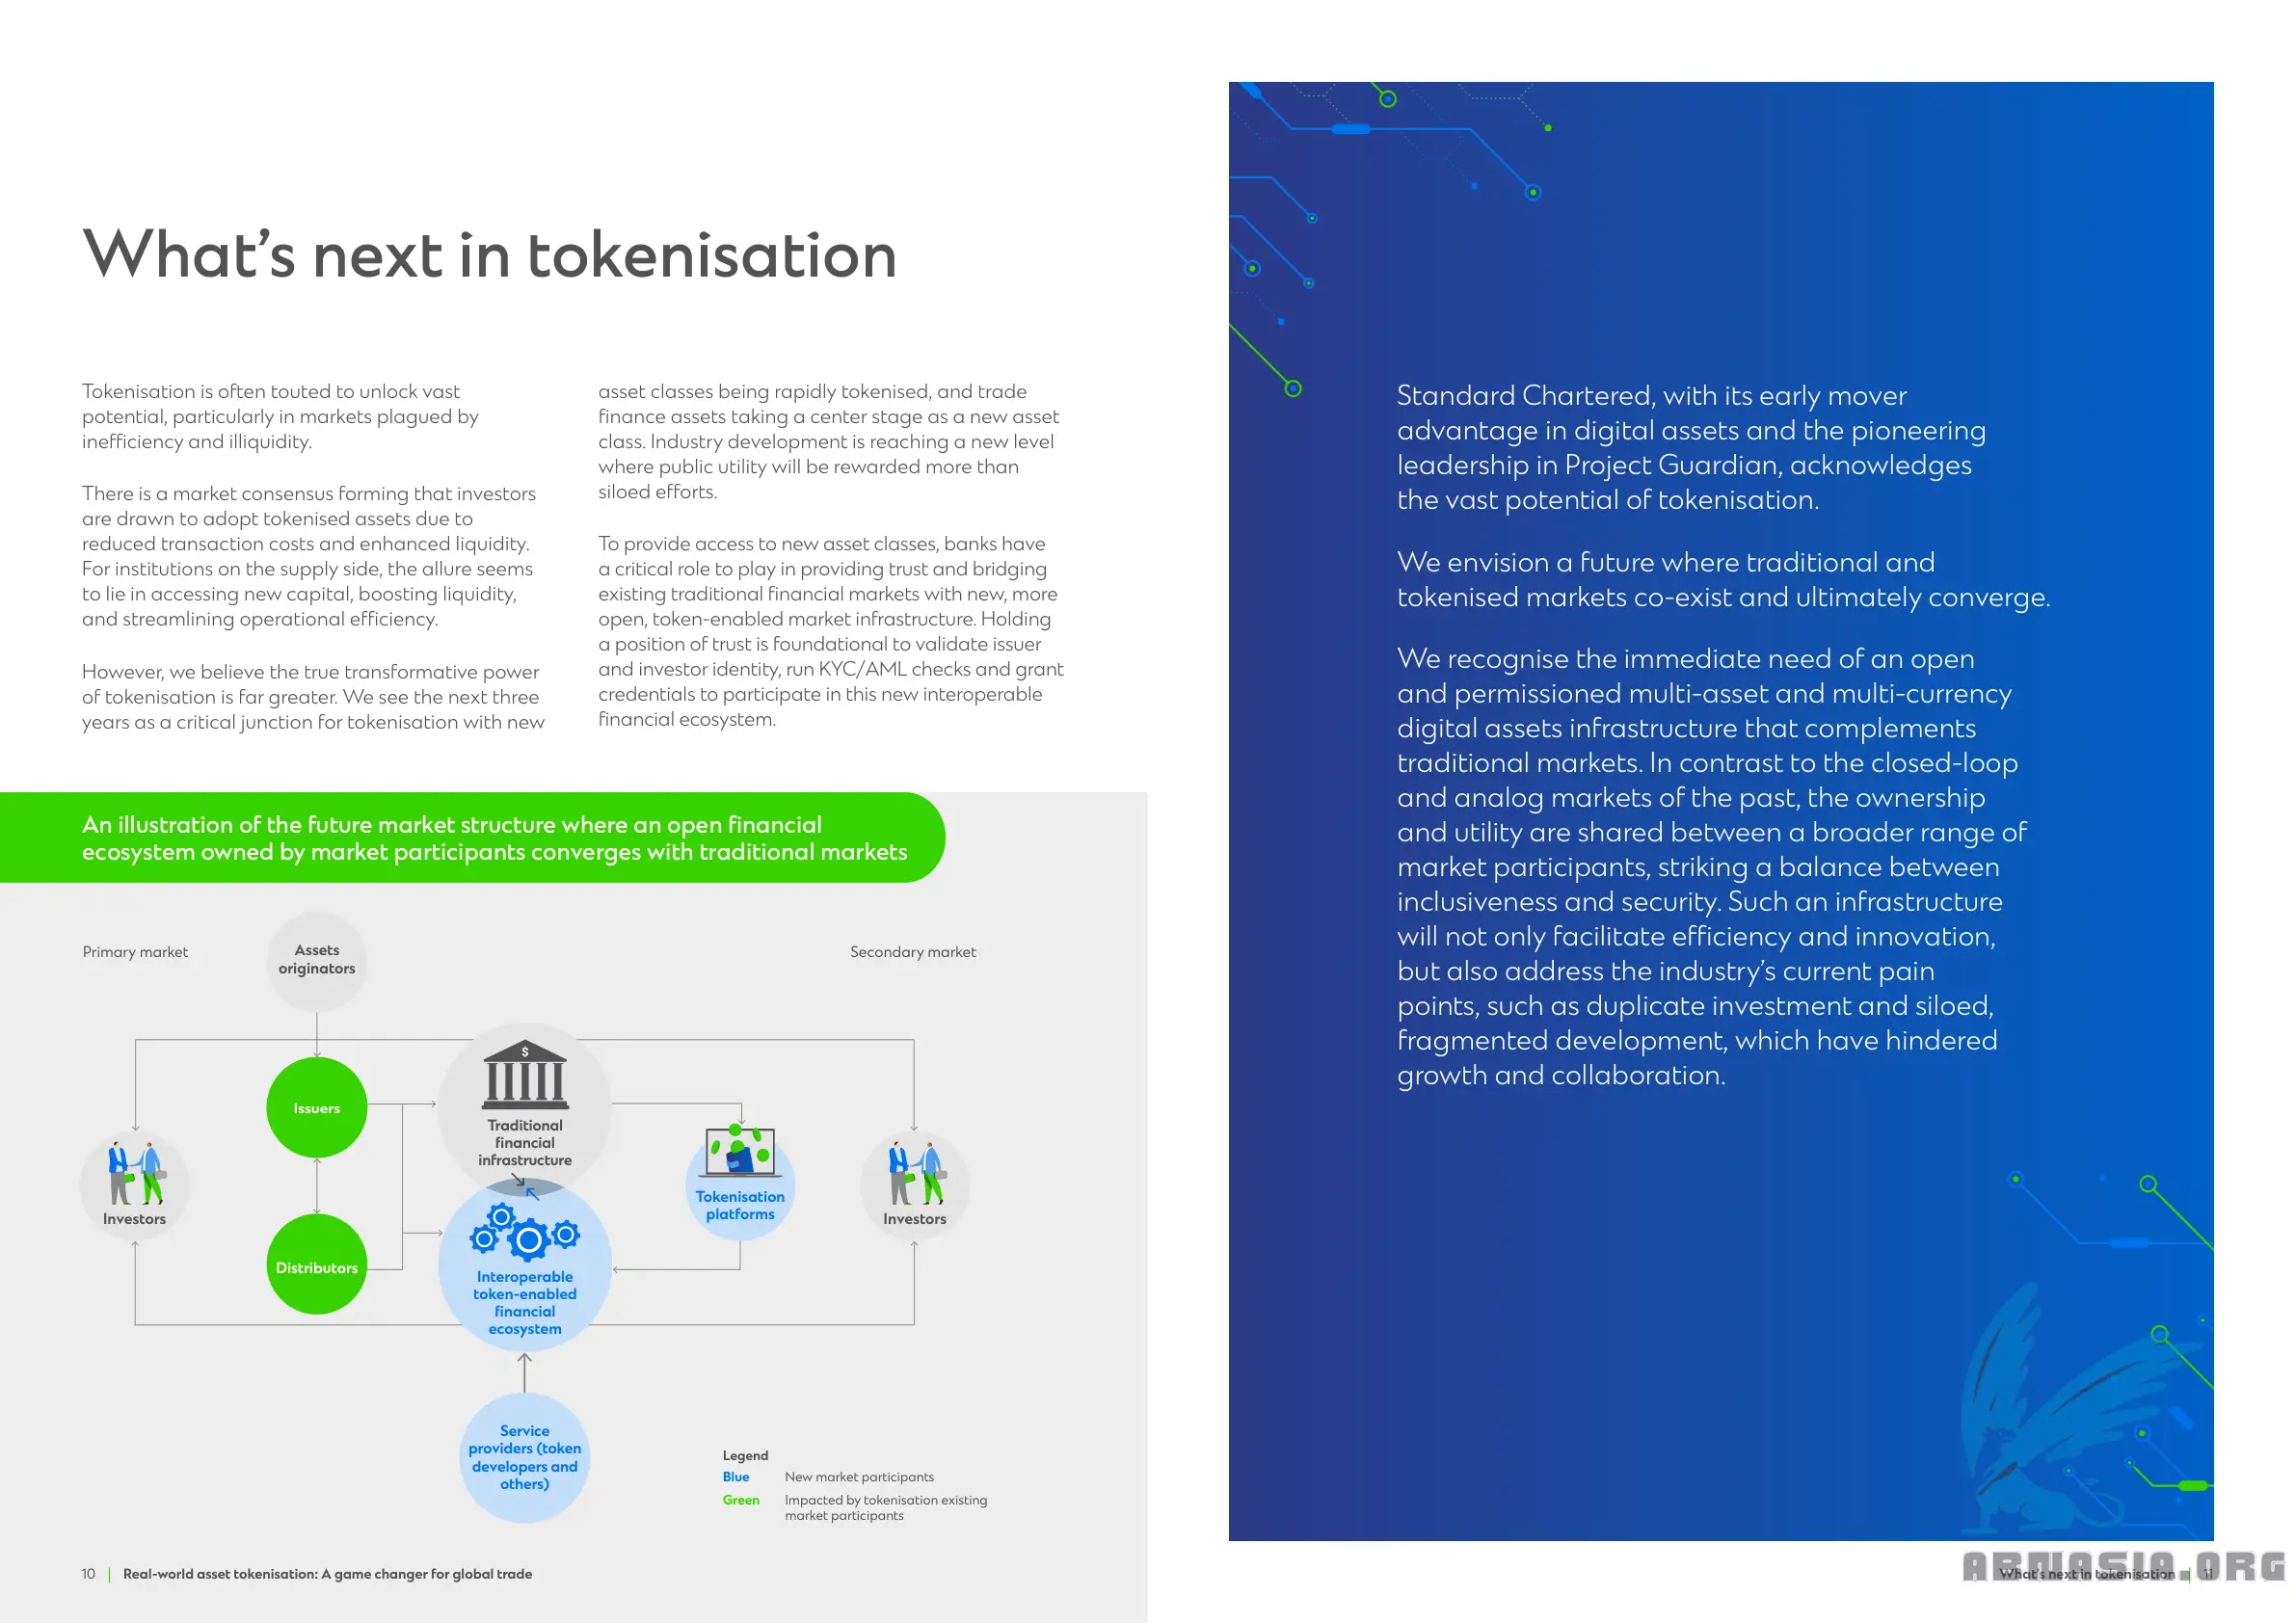 What's next in tokenisation
Tokenisation is often touted to unlock vast
potential, particularly in markets plagued by
inefficiency and illiquidity.
There is a market consensus forming that investors
are drawn to adopt tokenised assets due to
reduced transaction costs and enhanced liquidity.
For institutions on the supply side, the allure seems
to lie in accessing new capital, boosting liquidity,
and streamlining operational efficiency.
However, we believe the true transformative power
of tokenisation is far greater. We see the next three
years as a critical junction for tokenisation with new
asset classes being rapidly tokenised, and trade
finance assets taking a center stage as a new asset
class. Industry development is reaching a new level
where public utility will be rewarded more than
siloed efforts.
To provide access to new asset classes, banks have
a critical role to play in providing trust and bridging
existing traditional financial markets with new, more
open, token-enabled market infrastructure. Holding
a position of trust is foundational to validate issuer
and investor identity, run KYC/AML checks and grant
credentials to participate in this new interoperable
financial ecosystem.
An illustration of the future market structure where an open financial
ecosystem owned by market participants converges with traditional markets
Primary market
Assets
originators
Secondary market
Issuers
$
Traditional
financial
infrastructure
Investors
Tokenisation
platforms
Investors
Distributors
Interoperable
token-enabled
financial
ecosystem
Service
providers (token
developers and
others)
Legend
Blue New market participants
Green Impacted by tokenisation existing
market participants
10 | Real-world asset tokenisation: A game changer for global trade
Standard Chartered, with its early mover
advantage in digital assets and the pioneering
leadership in Project Guardian, acknowledges
the vast potential of tokenisation.
We envision a future where traditional and
tokenised markets co-exist and ultimately converge.
We recognise the immediate need of an open
and permissioned multi-asset and multi-currency
digital assets infrastructure that complements
traditional markets. In contrast to the closed-loop
and analog markets of the past, the ownership
and utility are shared between a broader range of
market participants, striking a balance between
inclusiveness and security. Such an infrastructure
will not only facilitate efficiency and innovation,
but also address the industry's current pain
points, such as duplicate investment and siloed,
fragmented development, which have hindered
growth and collaboration.
What's next in tokenisation | 11
ABMASIA.ORG